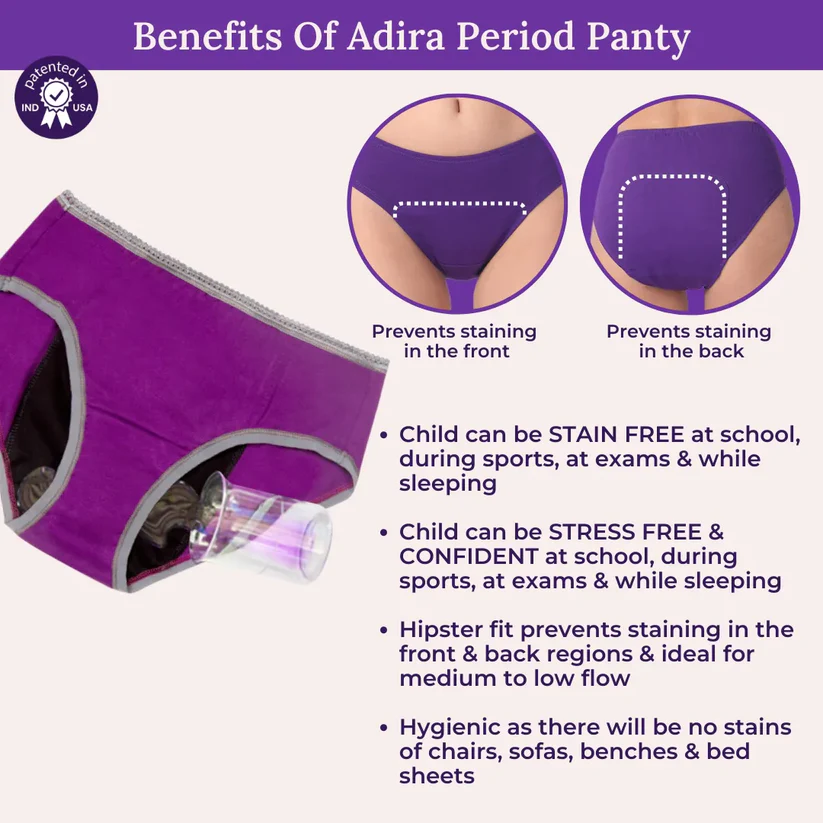 Benefits Of Adira Period Panty
patented in
IND USA
Prevents staining
in the front
Prevents staining
in the back
• Child can be STAIN FREE at school,
during sports, at exams & while
sleeping
• Child can be STRESS FREE &
CONFIDENT at school, during
sports, at exams & while sleeping
• Hipster fit prevents staining in the
front & back regions & ideal for
medium to low flow
• Hygienic as there will be no stains
of chairs, sofas, benches & bed
sheets